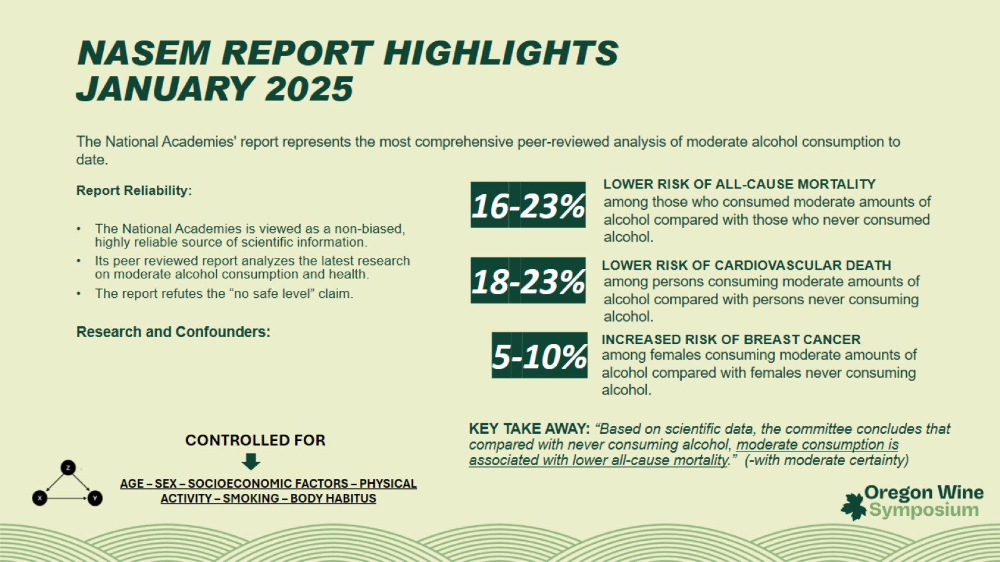 NASEM REPORT HIGHLIGHTS
JANUARY 2025
The National Academies' report represents the most comprehensive peer-reviewed analysis of moderate alcohol consumption to
date.
Report Reliability:
• The National Academies is viewed as a non-biased,
highly reliable source of scientific information.
• Its peer reviewed report analyzes the latest research
on moderate alcohol consumption and health.
• The report refutes the “no safe level” claim.
Research and Confounders:
CONTROLLED FOR
AGE – SEX – SOCIOECONOMIC FACTORS – PHYSICAL
ACTIVITY – SMOKING – BODY HABITUS
Z
X
Y
16-23%
LOWER RISK OF ALL-CAUSE MORTALITY
among those who consumed moderate amounts of
alcohol compared with those who never consumed
alcohol.
18-23%
LOWER RISK OF CARDIOVASCULAR DEATH
among persons consuming moderate amounts of
alcohol compared with persons never consuming
alcohol.
5-10%
INCREASED RISK OF BREAST CANCER
among females consuming moderate amounts of
alcohol compared with females never consuming
alcohol.
KEY TAKE AWAY: “Based on scientific data, the committee concludes that
compared with never consuming alcohol, moderate consumption is
associated with lower all-cause mortality.” (-with moderate certainty)
Oregon Wine
Symposium